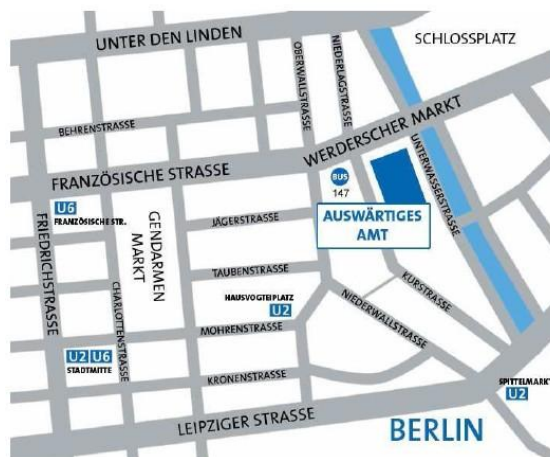 UNTER DEN LINDEN
SCHLOSSPLATZ
OBERWALLSTRASSE
NIEDERLAGSTRASSE
BEHRENSTRASSE
WERDERSCHER MARKT
UNTERWASSERSTRASSE
FRANZÖSISCHE STRASSE
BUS
147
U6
FRANZÖSISCHE STR.
FRIEDRICHSTRASSE
GENDARMEN
MARKT
JÄGERSTRASSE
AUSWÄRTIGES
AMT
TAUBENSTRASSE
CHARLOTTENSTRASSE
HAUSVOGTEIPLATZ
U2
KURSTRASSE
NIEDERWALLSTRASSE
MOHRENSTRASSE
U2 U6
STADTMITTE
KRONENSTRASSE
SPITTELMARKT
U2
LEIPZIGER STRASSE
BERLIN